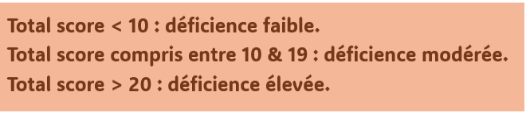 Total score < 10 : déficience faible.
Total score compris entre 10 & 19 : déficience modérée.
Total score > 20 : déficience élevée.